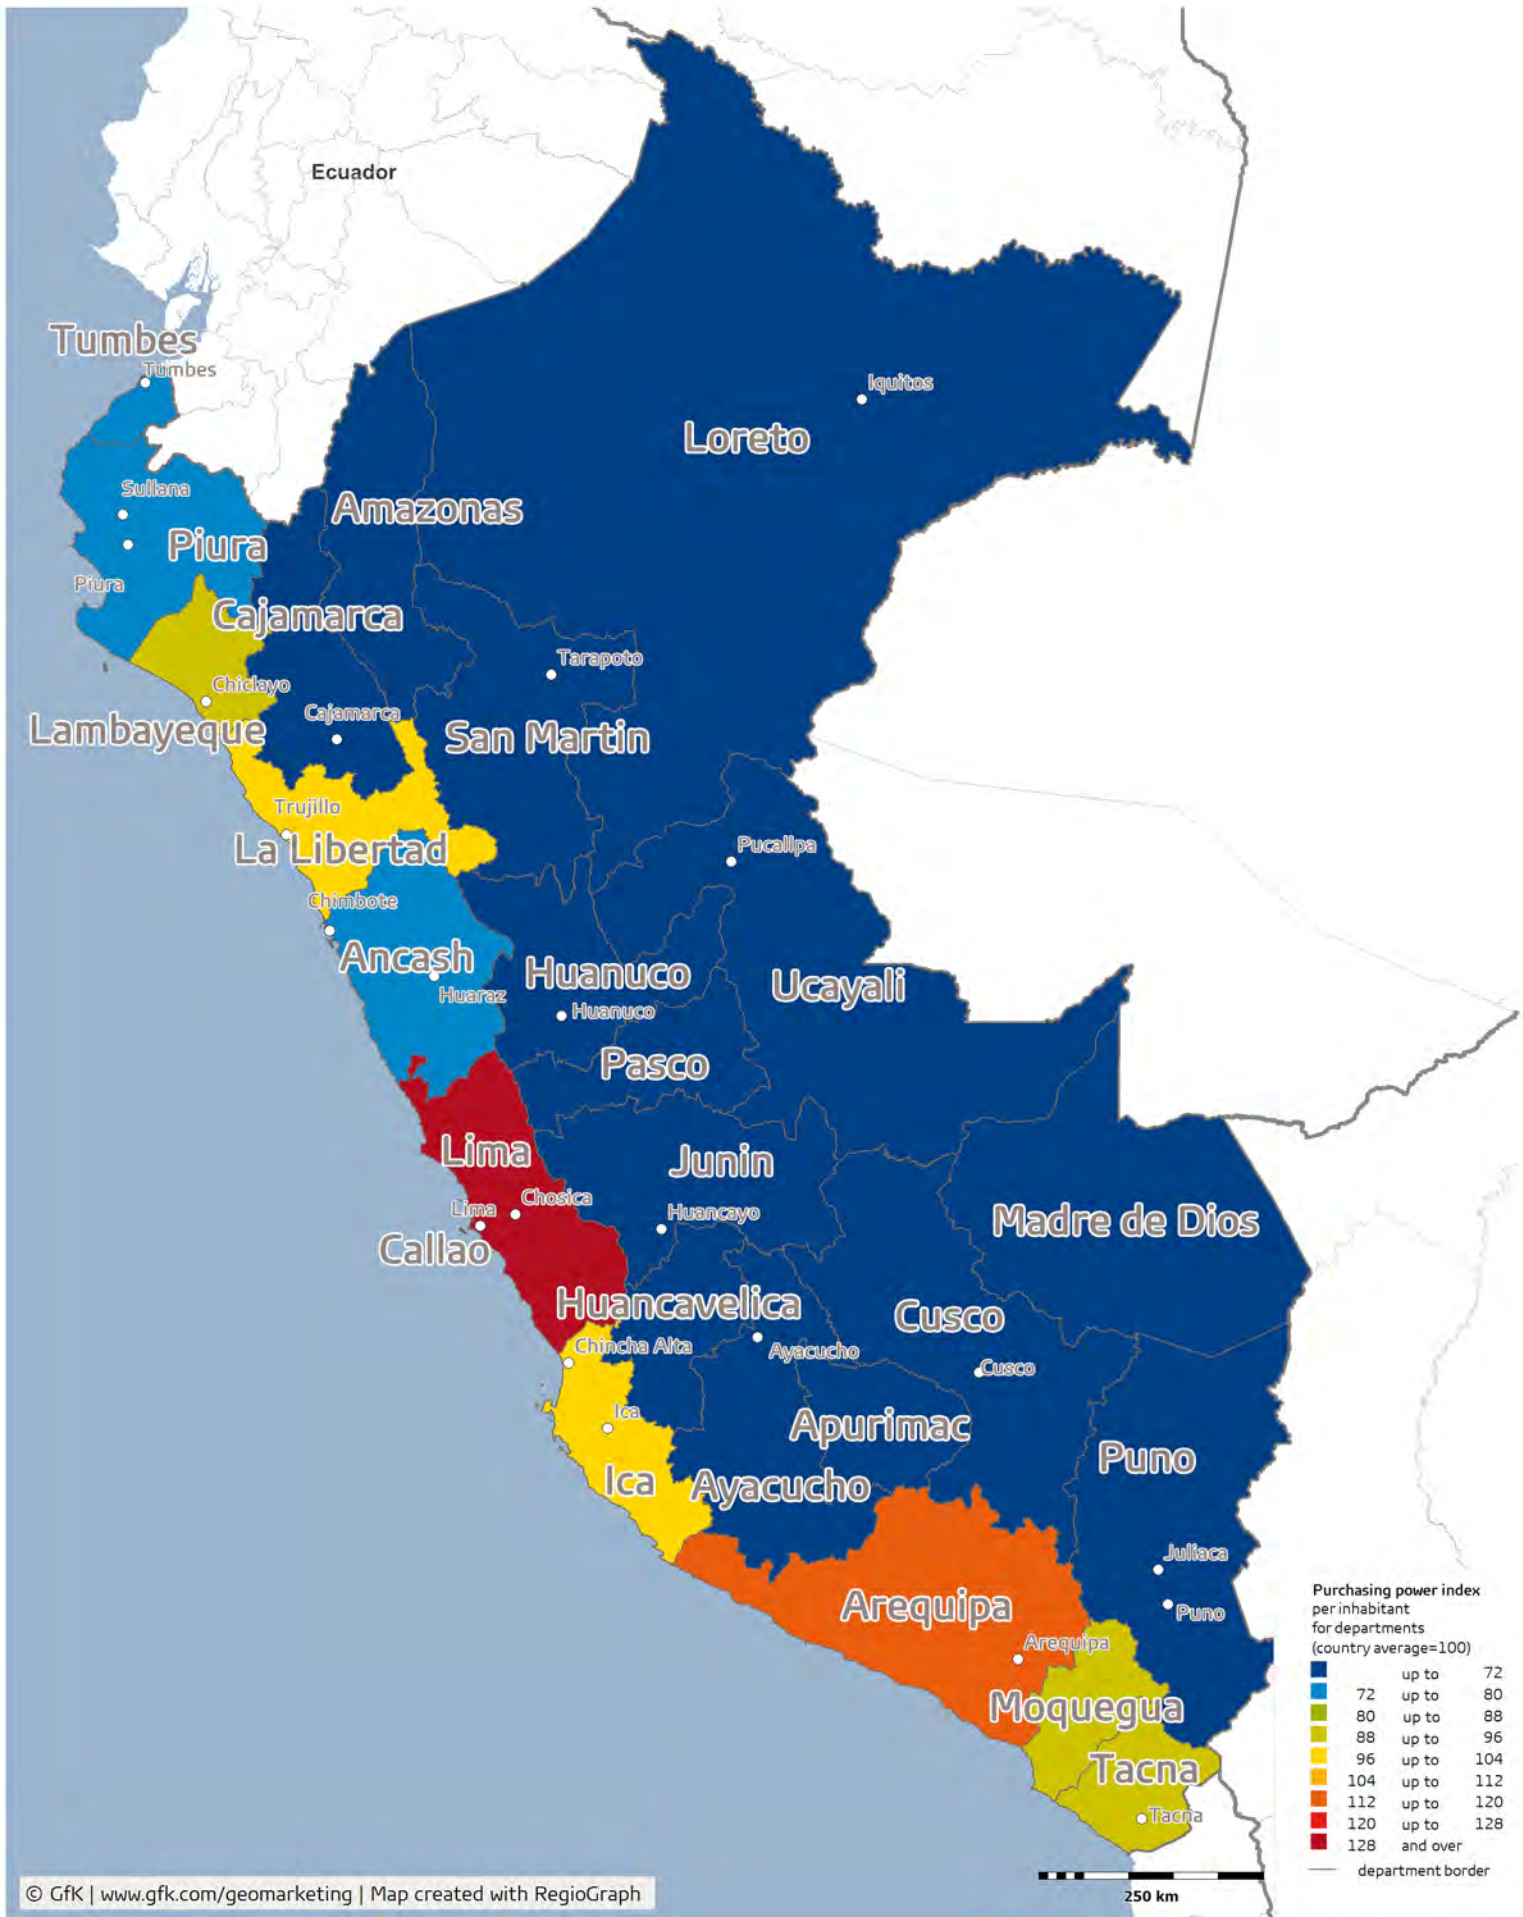 Ecuador
Tumbes
Tumbes
Iquitos
Loreto
Sullana
Amazonas
Piura
Piura
Cajamarca
Tarapoto
Chiclayo
Cajamarca
Lambayeque
San Martin
Trujillo
La Libertad
Pucallpa
Chimbote
Ancash
Huaraz
Huanuco
Huanuco
Ucayali
Pasco
Lima
Junin
Chosica
Lima
Huancayo
Callao
Madre de Dios
Huancavelica
Cusco
Chincha Alta
Ayacucho
Cusco
Ica
Apurimac
Ica
Ayacucho
Puno
Juliaca
Arequipa
Puno
Arequipa
Moquegua
Tacna
Tacna
Purchasing power index
per inhabitant
for departments
(country average=100)
up to 72
72 up to 80
80 up to 88
88 up to 96
96 up to 104
104 up to 112
112 up to 120
120 up to 128
128 and over
department border
250 km
© GfK | www.gfk.com/geomarketing | Map created with RegioGraph